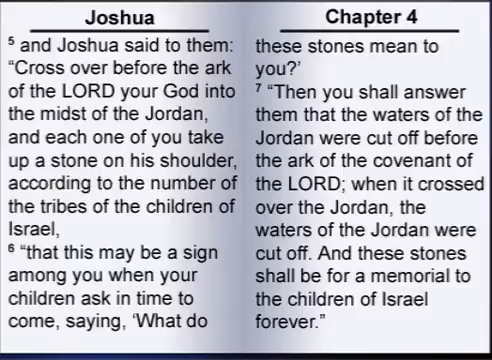 Joshua
⁵ and Joshua said to them:
“Cross over before the ark
of the LORD your God into
the midst of the Jordan,
and each one of you take
up a stone on his shoulder,
according to the number of
the tribes of the children of
Israel,
⁶ “that this may be a sign
among you when your
children ask in time to
come, saying, ‘What do
Chapter 4
these stones mean to
you?’
⁷ “Then you shall answer
them that the waters of the
Jordan were cut off before
the ark of the covenant of
the LORD; when it crossed
over the Jordan, the
waters of the Jordan were
cut off. And these stones
shall be for a memorial to
the children of Israel
forever.”